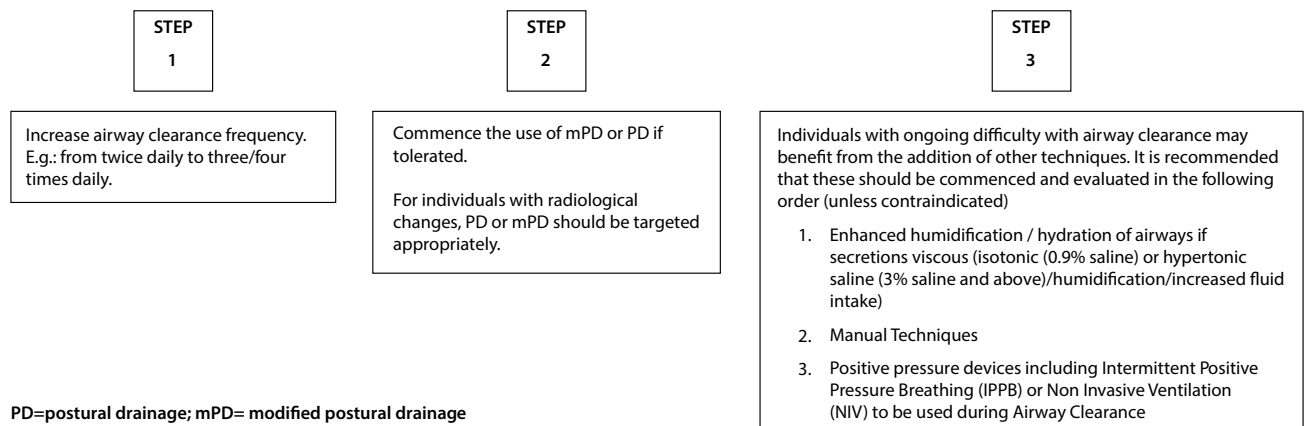 STEP
1
STEP
2
STEP
3
Increase airway clearance frequency.
E.g.: from twice daily to three/four
times daily.
Commence the use of mPD or PD if
tolerated.
For individuals with radiological
changes, PD or mPD should be targeted
appropriately.
Individuals with ongoing difficulty with airway clearance may
benefit from the addition of other techniques. It is recommended
that these should be commenced and evaluated in the following
order (unless contraindicated)
1. Enhanced humidification / hydration of airways if
secretions viscous (isotonic (0.9% saline) or hypertonic
saline (3% saline and above)/humidification/increased fluid
intake)
2. Manual Techniques
3. Positive pressure devices including Intermittent Positive
Pressure Breathing (IPPB) or Non Invasive Ventilation
(NIV) to be used during Airway Clearance
PD=postural drainage; mPD= modified postural drainage